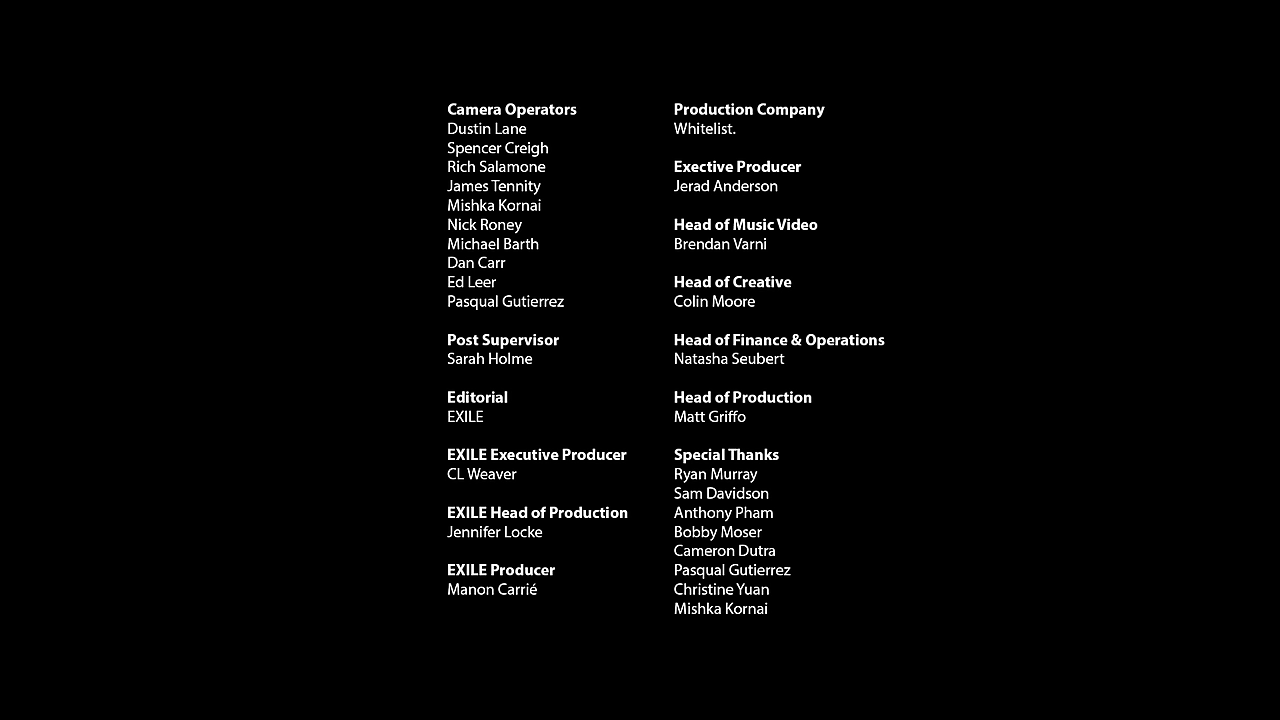 Camera Operators
Dustin Lane
Spencer Creigh
Rich Salamone
James Tennity
Mishka Kornai
Nick Roney
Michael Barth
Dan Carr
Ed Leer
Pasqual Gutierrez
Post Supervisor
Sarah Holme
Editorial
EXILE
EXILE Executive Producer
CL Weaver
EXILE Head of Production
Jennifer Locke
EXILE Producer
Manon Carrié
Production Company
Whitelist.
Exective Producer
Jerad Anderson
Head of Music Video
Brendan Varni
Head of Creative
Colin Moore
Head of Finance & Operations
Natasha Seubert
Head of Production
Matt Griffo
Special Thanks
Ryan Murray
Sam Davidson
Anthony Pham
Bobby Moser
Cameron Dutra
Pasqual Gutierrez
Christine Yuan
Mishka Kornai